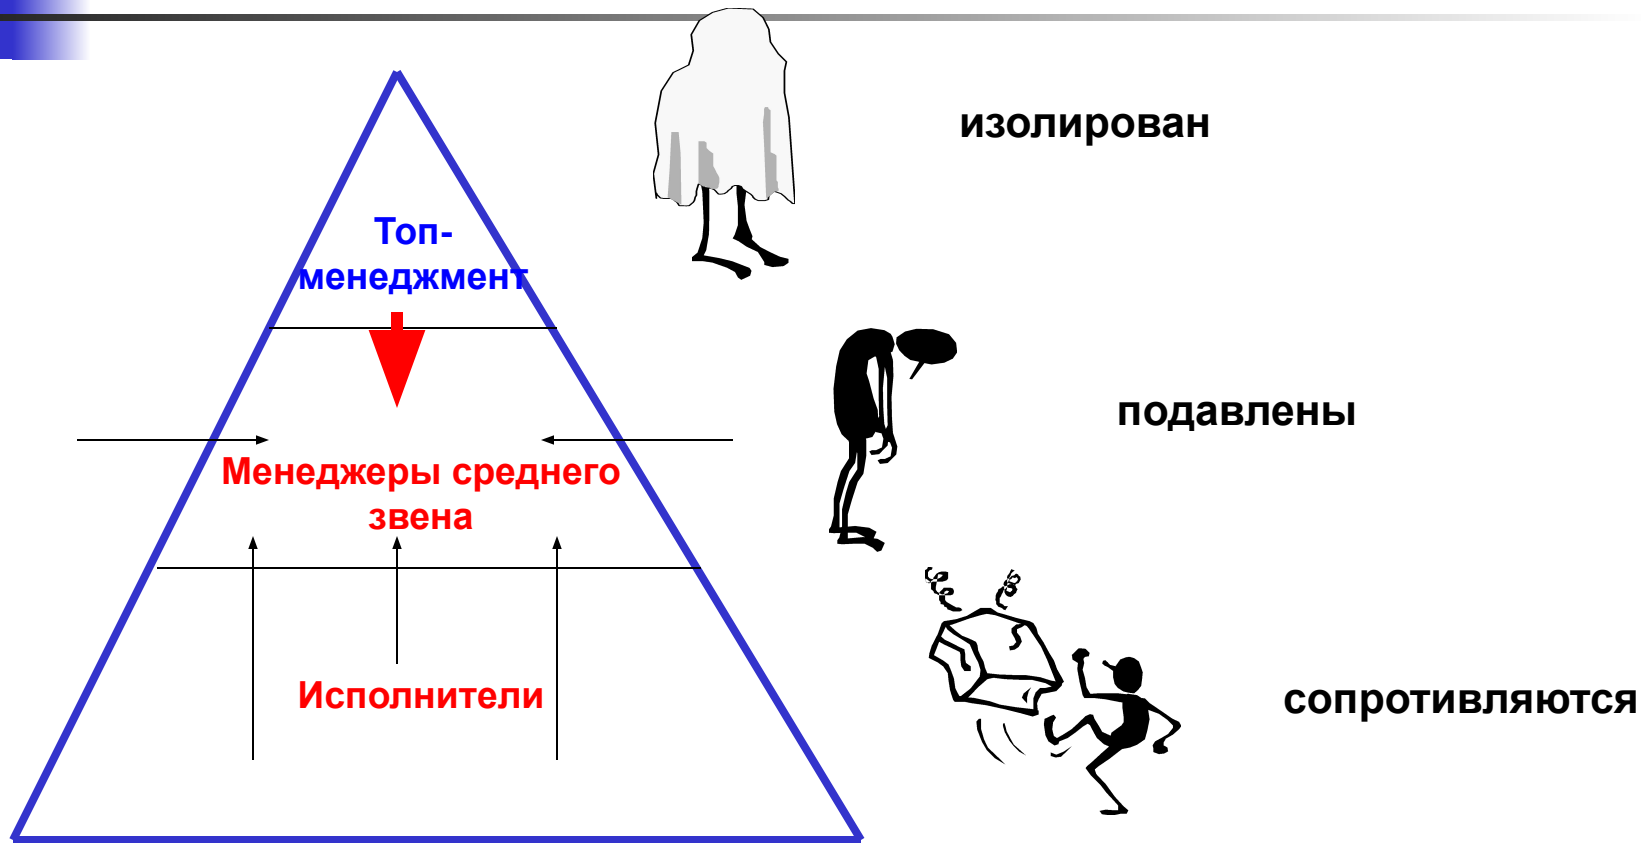 изолирован
Топ-
менеджмент
подавлены
Менеджеры среднего
звена
Исполнители
сопротивляются